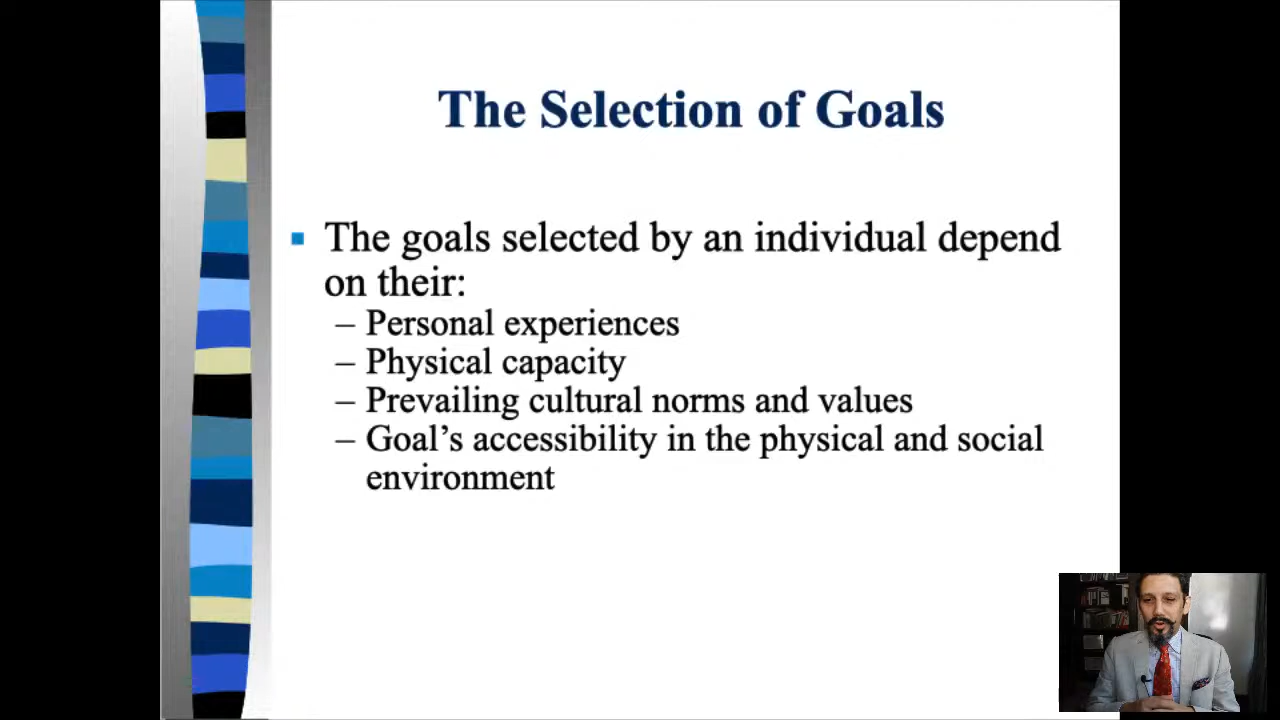 The Selection of Goals
The goals selected by an individual depend
on their:
– Personal experiences
– Physical capacity
– Prevailing cultural norms and values
– Goal’s accessibility in the physical and social
environment